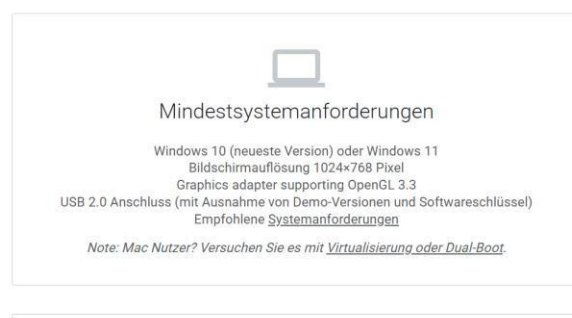 Mindestsystemanforderungen
Windows 10 (neueste Version) oder Windows 11
Bildschirmauflösung 1024×768 Pixel
Graphics adapter supporting OpenGL 3.3
USB 2.0 Anschluss (mit Ausnahme von Demo-Versionen und Softwareschlüssel)
Empfohlene Systemanforderungen
Note: Mac Nutzer? Versuchen Sie es mit Virtualisierung oder Dual-Boot.